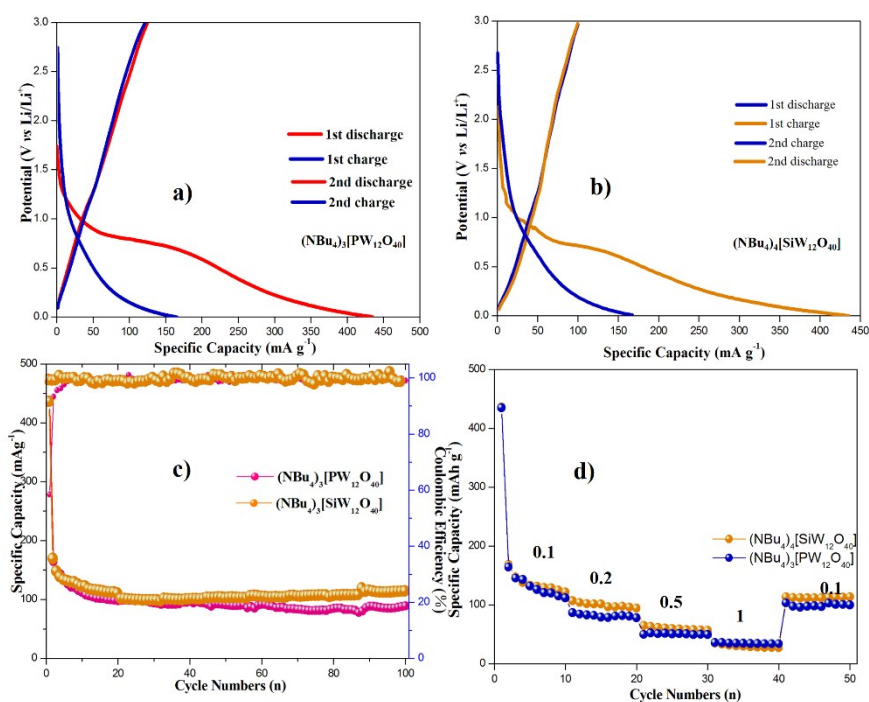 3.0
2.5
2.0
1.5
1.0
0.5
0.0
Potential (V vs Li/Li⁺)
1st discharge
1st charge
2nd discharge
2nd charge
a)
(NBu₄)₃[PW₁₂O₄₀]
0 50 100 150 200 250 300 350 400 450 500
Specific Capacity (mA g⁻¹)
3.0
2.5
2.0
1.5
1.0
0.5
0.0
Potential (V vs Li/Li⁺)
1st discharge
1st charge
2nd charge
2nd discharge
b)
(NBu₄)₄[SiW₁₂O₄₀]
0 50 100 150 200 250 300 350 400 450
Specific Capacity (mA g⁻¹)
500
400
300
200
100
0
Specific Capacity (mAg⁻¹)
c)
(NBu₄)₃[PW₁₂O₄₀]
(NBu₄)₃[SiW₁₂O₄₀]
100
80
60
40
20
0
Coulombic Efficiency (%)
0 20 40 60 80 100
Cycle Numbers (n)
500
400
300
200
100
0
Specific Capacity (mAh g⁻¹)
d)
(NBu₄)₄[SiW₁₂O₄₀]
(NBu₄)₃[PW₁₂O₄₀]
0.1
0.2
0.5
1
0.1
0 10 20 30 40 50
Cycle Numbers (n)